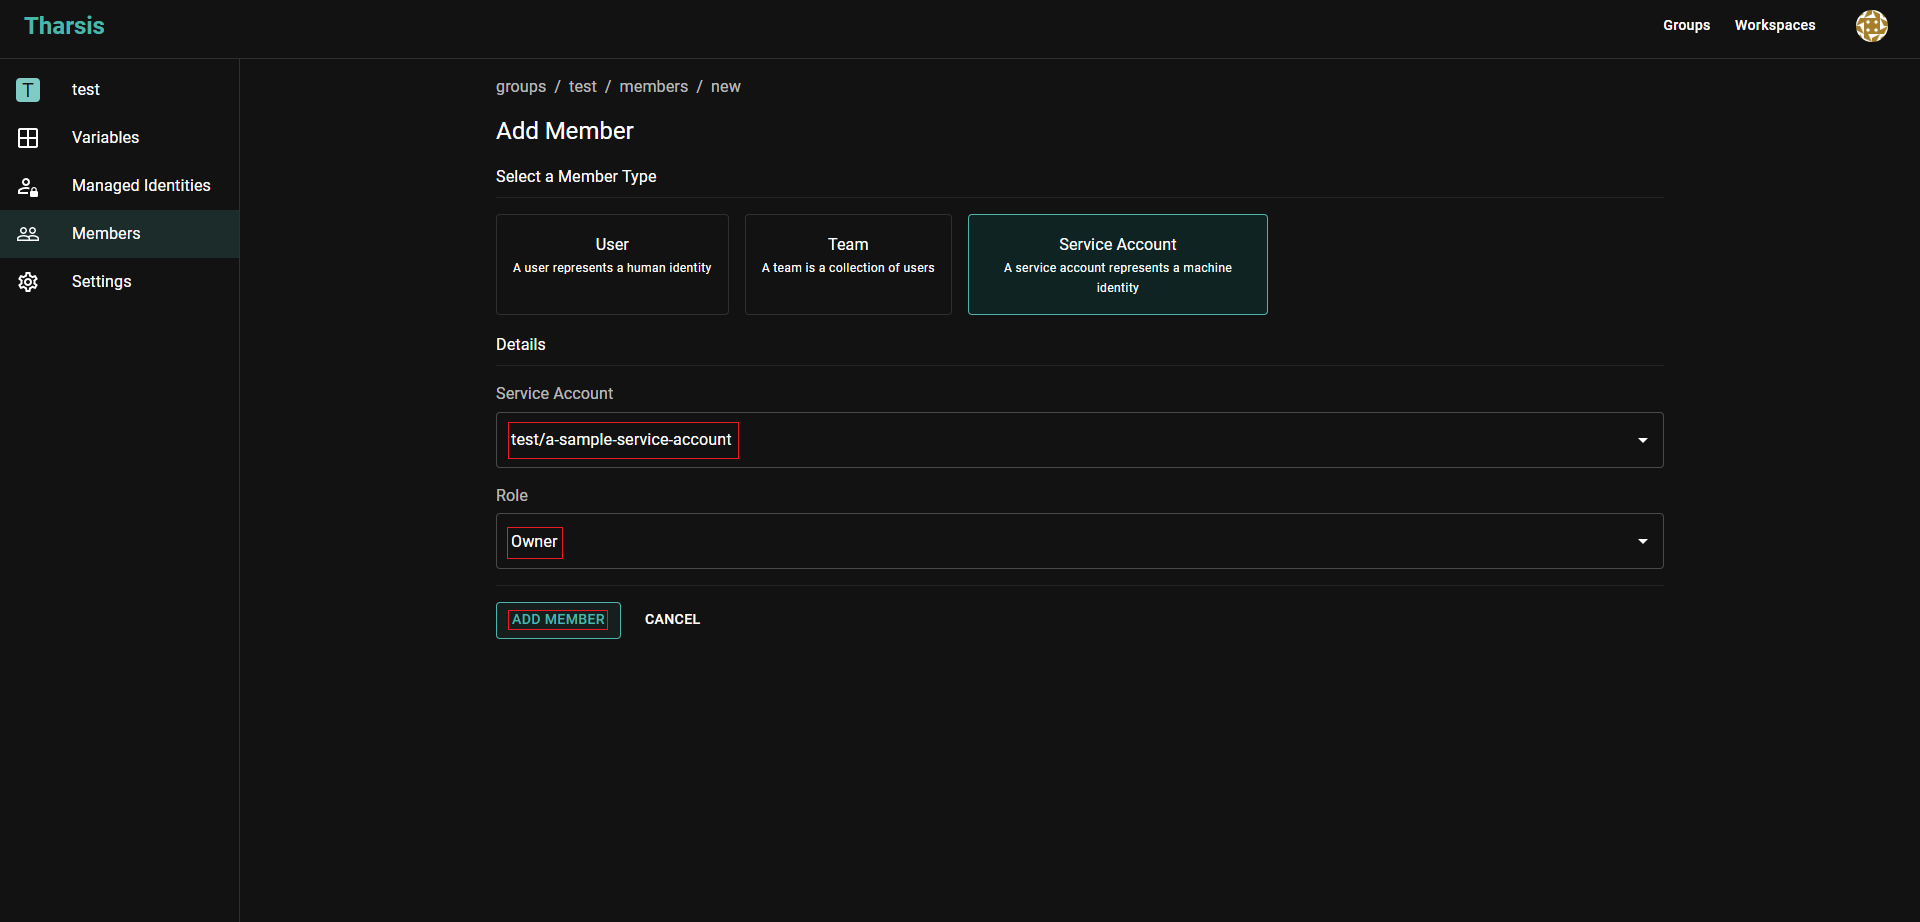 Tharsis
Groups Workspaces
T test
Variables
Managed Identities
Members
Settings
groups / test / members / new
Add Member
Select a Member Type
User
A user represents a human identity
Team
A team is a collection of users
Service Account
A service account represents a machine
identity
Details
Service Account
test/a-sample-service-account
Role
Owner
ADD MEMBER CANCEL